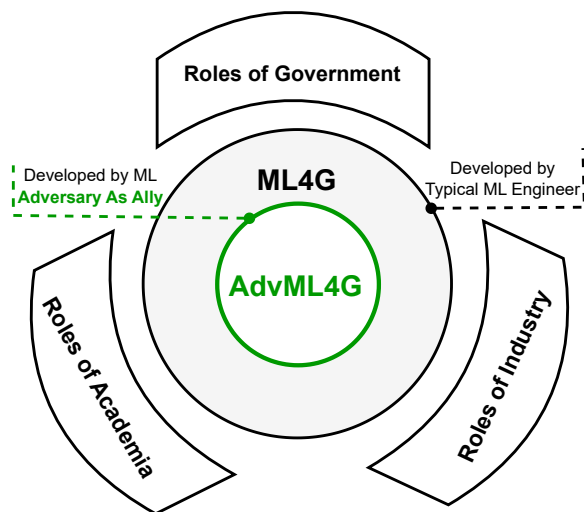 Roles of Government
Developed by ML
Adversary As Ally
ML4G
Developed by
Typical ML Engineer
AdvML4G
Roles of Academia
Roles of Industry